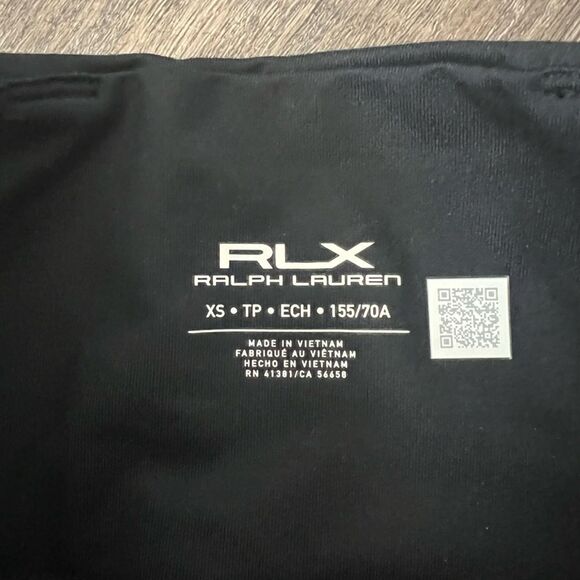 RLX
RALPH LAUREN
XS • TP • ECH • 155/70A
MADE IN VIETNAM
FABRIQUÉ AU VIÊTNAM
HECHO EN VIETNAM
RN 41381/CA 56650